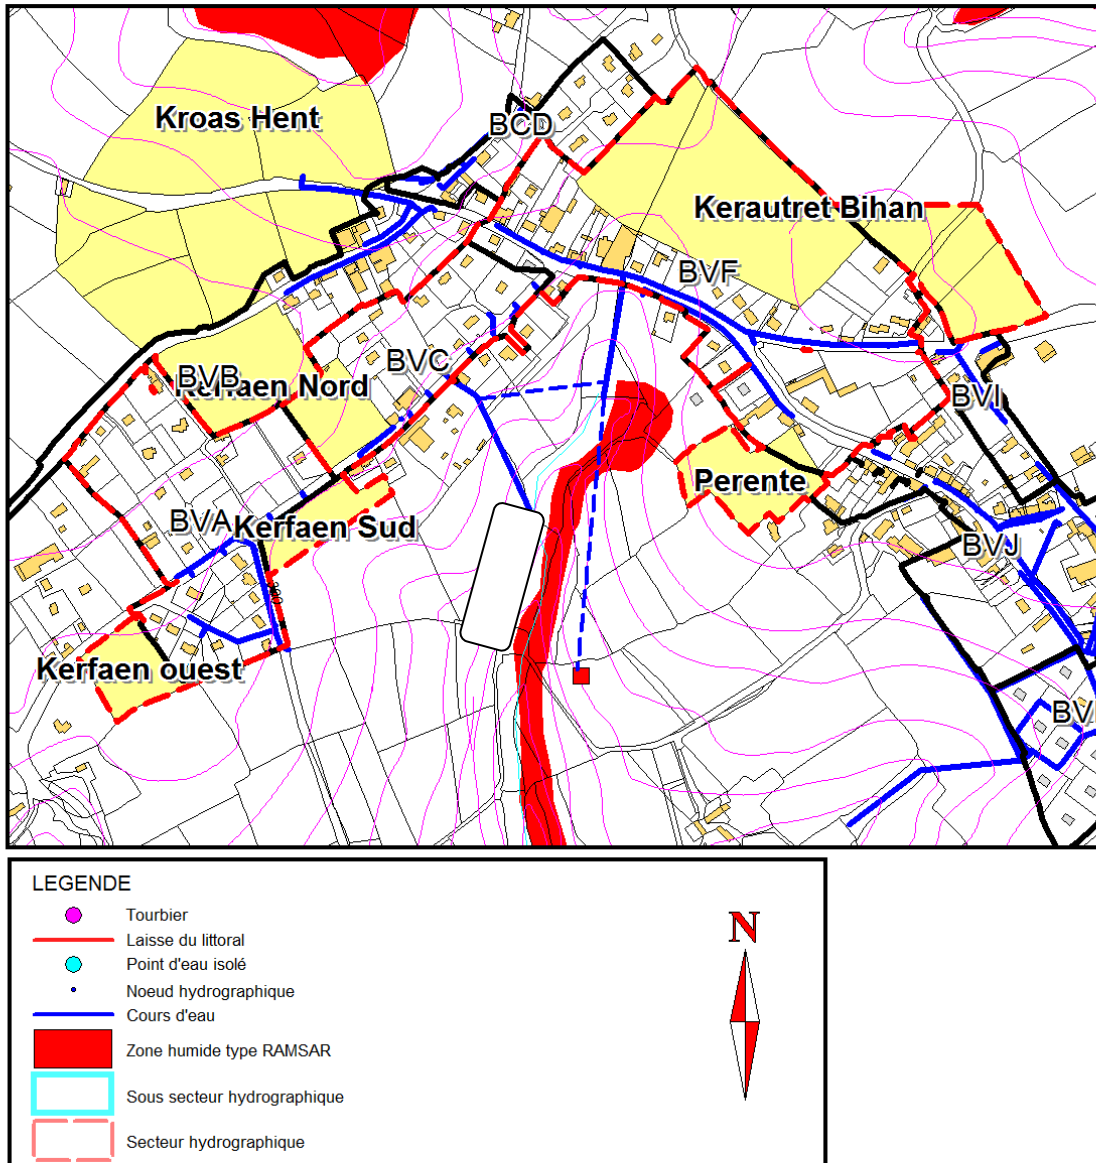 Kroas Hent
BCD
Kerautret Bihan
BVF
BVC
BVB
Kerfaen Nord
BVI
Perente
BVA
Kerfaen Sud
BVJ
Kerfaen ouest
BV
LEGENDE
Tourbier
Laisse du littoral
Point d'eau isolé
Noeud hydrographique
Cours d'eau
Zone humide type RAMSAR
Sous secteur hydrographique
Secteur hydrographique
N